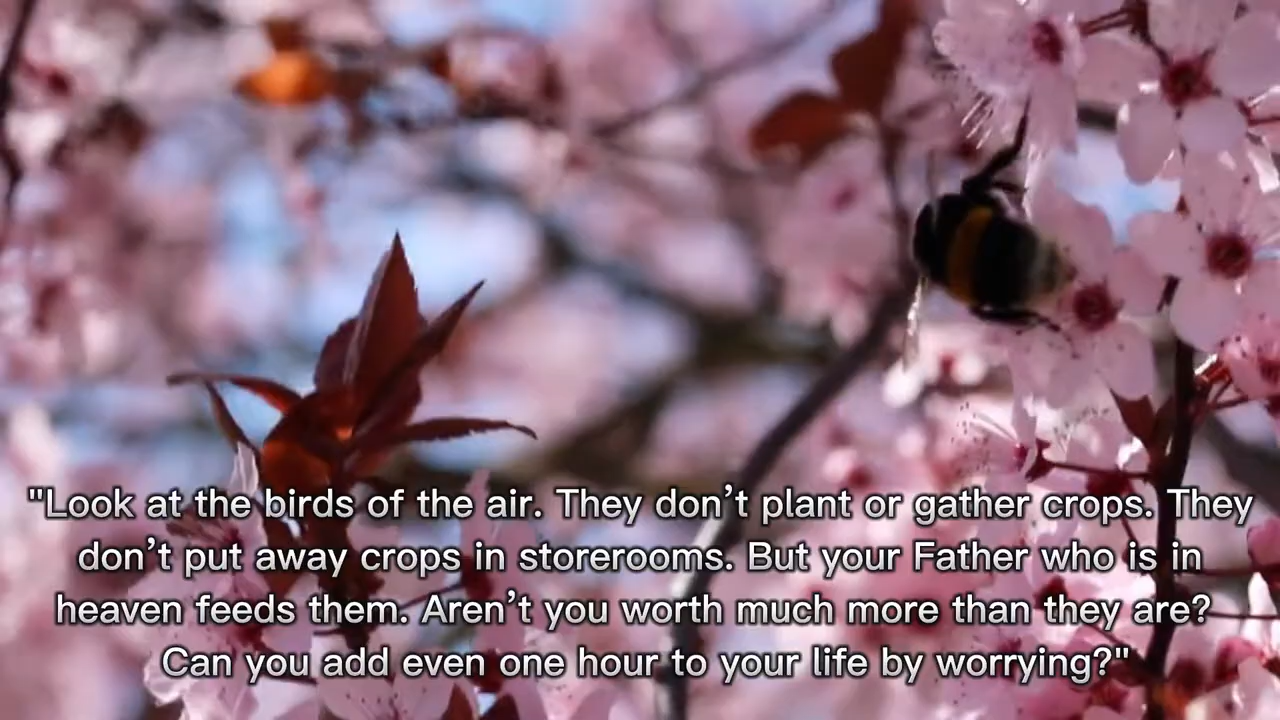 "Look at the birds of the air. They don’t plant or gather crops. They
don’t put away crops in storerooms. But your Father who is in
heaven feeds them. Aren’t you worth much more than they are?
Can you add even one hour to your life by worrying?"